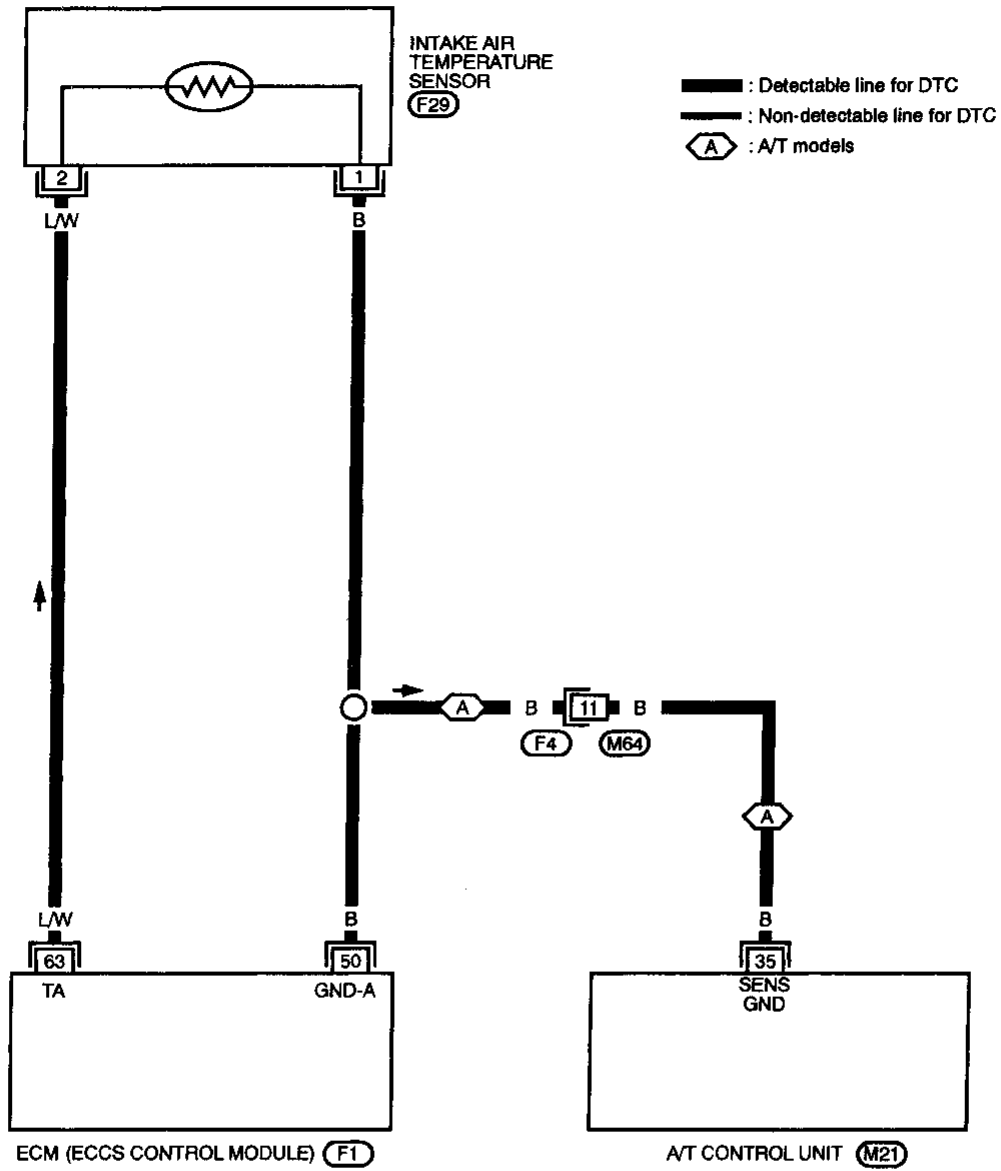 INTAKE AIR
TEMPERATURE
SENSOR
F29
: Detectable line for DTC
: Non-detectable line for DTC
A : A/T models
2 1
L/W B
A B 11 B
F4 M64
A
L/W B B
63 50 35
TA GND-A SENS
GND
ECM (ECCS CONTROL MODULE) F1 A/T CONTROL UNIT M21